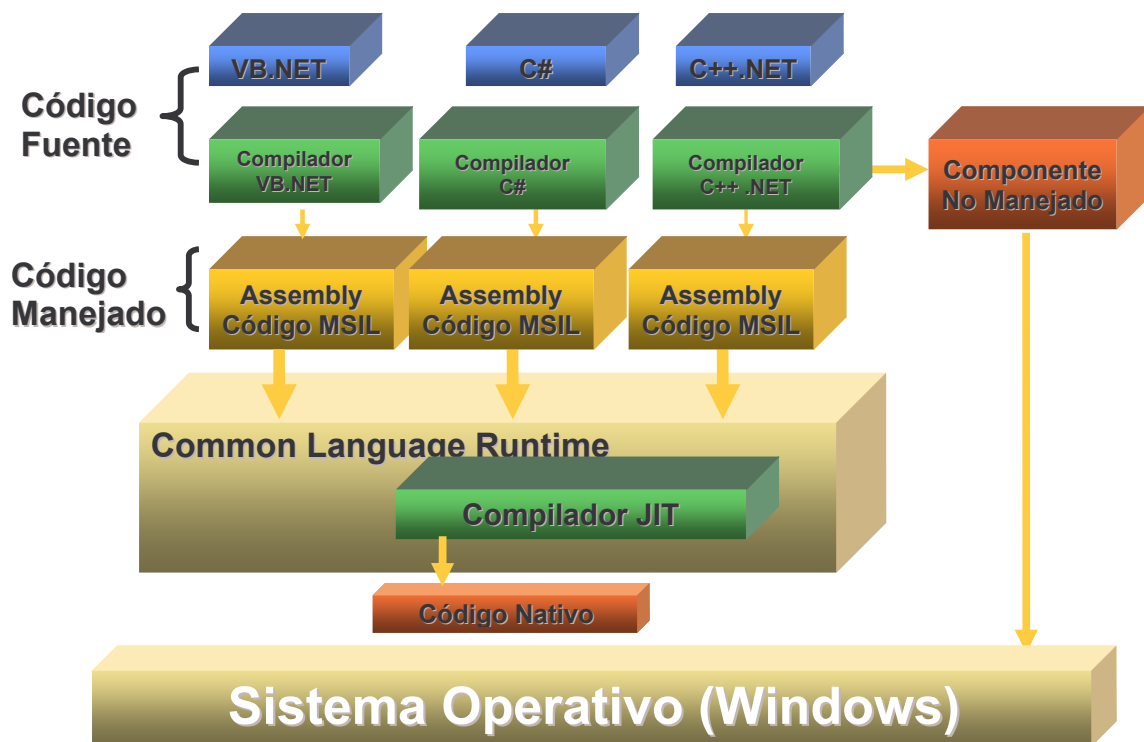 VB.NET
C#
C++.NET
Código
Fuente
Compilador
VB.NET
Compilador
C#
Compilador
C++ .NET
Componente
No Manejado
Código
Manejado
Assembly
Código MSIL
Assembly
Código MSIL
Assembly
Código MSIL
Common Language Runtime
Compilador JIT
Código Nativo
Sistema Operativo (Windows)